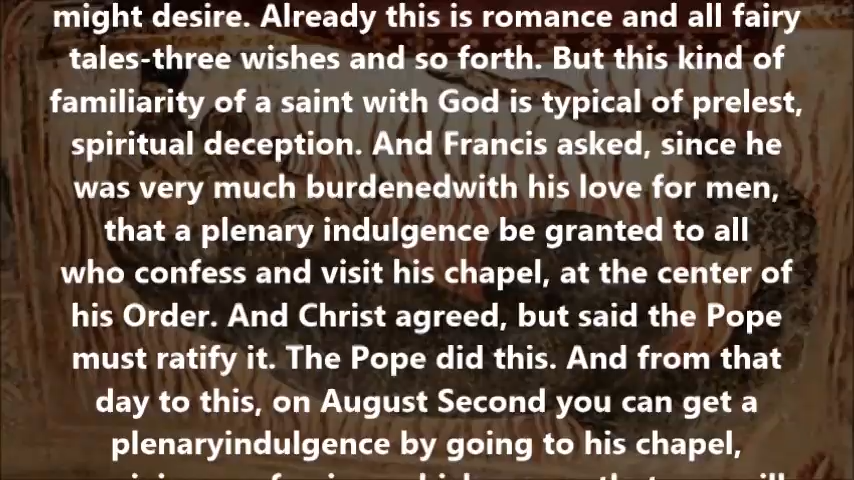 might desire. Already this is romance and all fairy
tales-three wishes and so forth. But this kind of
familiarity of a saint with God is typical of prelest,
spiritual deception. And Francis asked, since he
was very much burdenedwith his love for men,
that a plenary indulgence be granted to all
who confess and visit his chapel, at the center of
his Order. And Christ agreed, but said the Pope
must ratify it. The Pope did this. And from that
day to this, on August Second you can get a
plenaryindulgence by going to his chapel,